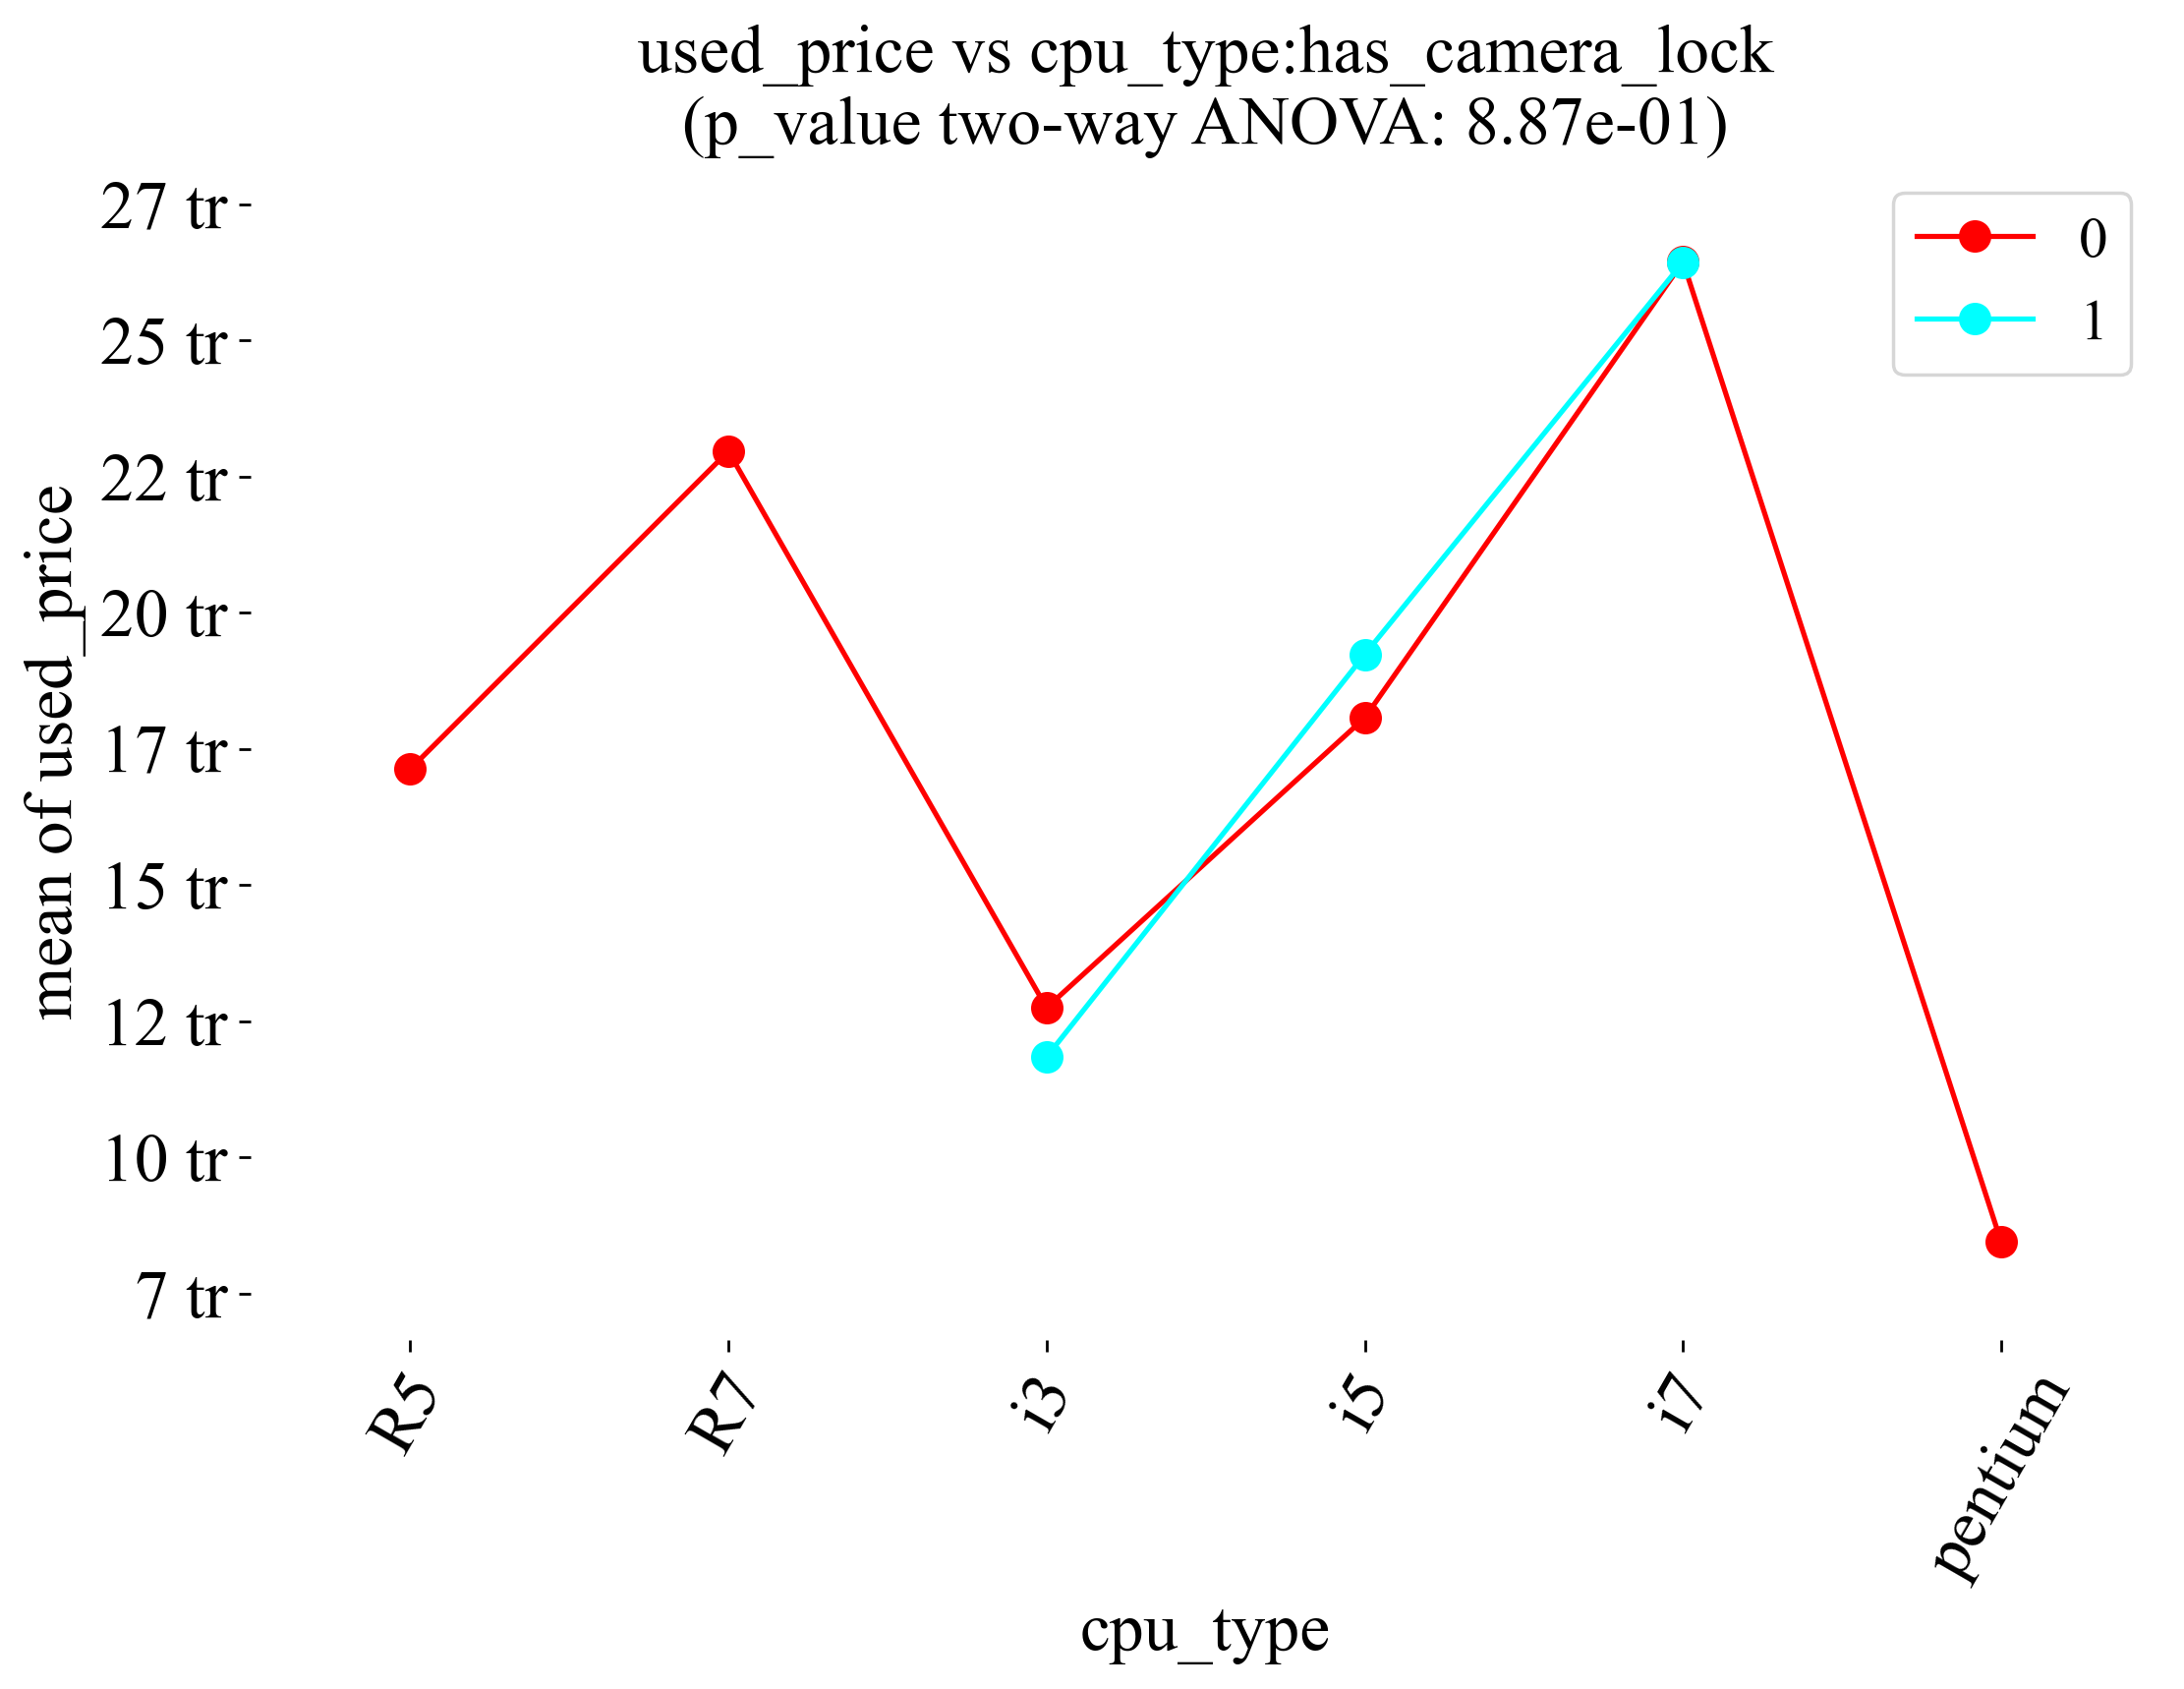 used_price vs cpu_type:has_camera_lock
(p_value two-way ANOVA: 8.87e-01)
0
1
27 tr
25 tr
22 tr
20 tr
17 tr
15 tr
12 tr
10 tr
7 tr
mean of used_price
R5
R7
i3
i5
i7
pentium
cpu_type